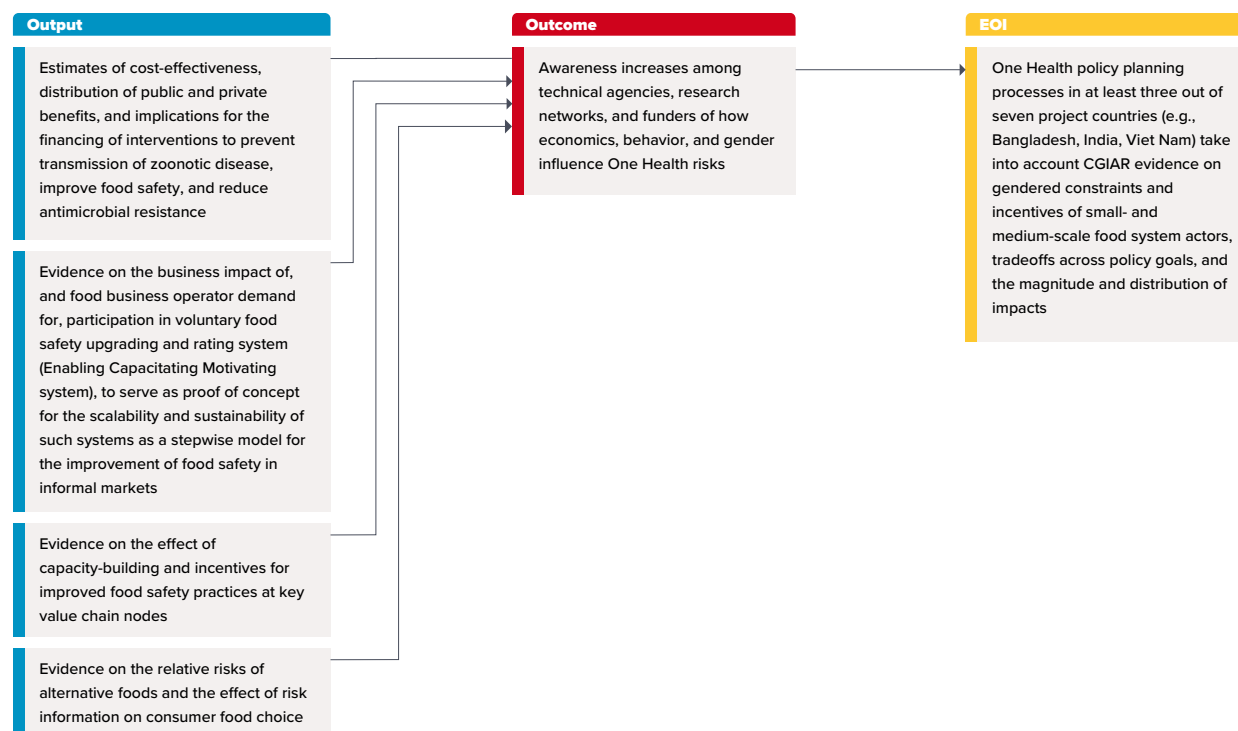 Output
Estimates of cost-effectiveness,
distribution of public and private
benefits, and implications for the
financing of interventions to prevent
transmission of zoonotic disease,
improve food safety, and reduce
antimicrobial resistance
Evidence on the business impact of,
and food business operator demand
for, participation in voluntary food
safety upgrading and rating system
(Enabling Capacitating Motivating
system), to serve as proof of concept
for the scalability and sustainability of
such systems as a stepwise model for
the improvement of food safety in
informal markets
Evidence on the effect of
capacity-building and incentives for
improved food safety practices at key
value chain nodes
Evidence on the relative risks of
alternative foods and the effect of risk
information on consumer food choice
Outcome
Awareness increases among
technical agencies, research
networks, and funders of how
economics, behavior, and gender
influence One Health risks
EOI
One Health policy planning
processes in at least three out of
seven project countries (e.g.,
Bangladesh, India, Viet Nam) take
into account CGIAR evidence on
gendered constraints and
incentives of small- and
medium-scale food system actors,
tradeoffs across policy goals, and
the magnitude and distribution of
impacts